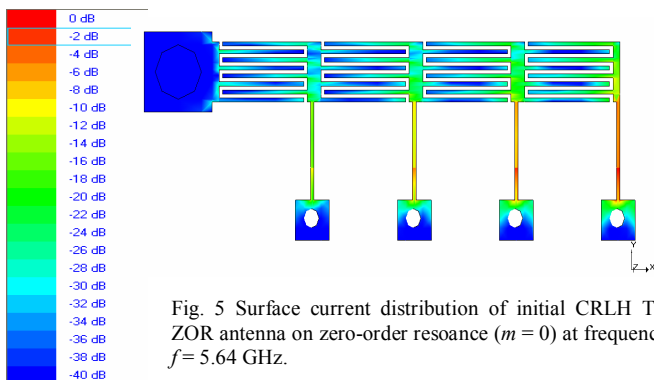 0 dB
-2 dB
-4 dB
-6 dB
-8 dB
-10 dB
-12 dB
-14 dB
-16 dB
-18 dB
-20 dB
-22 dB
-24 dB
-26 dB
-28 dB
-30 dB
-32 dB
-34 dB
-36 dB
-38 dB
-40 dB
Y
Z X
Fig. 5 Surface current distribution of initial CRLH T
ZOR antenna on zero-order resoance (m = 0) at frequenc
f = 5.64 GHz.